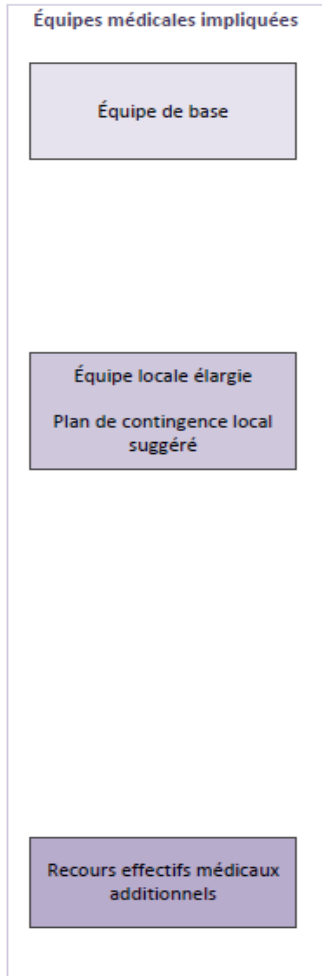 Équipes médicales impliquées
Équipe de base
Équipe locale élargie
Plan de contingence local
suggéré
Recours effectifs médicaux
additionnels